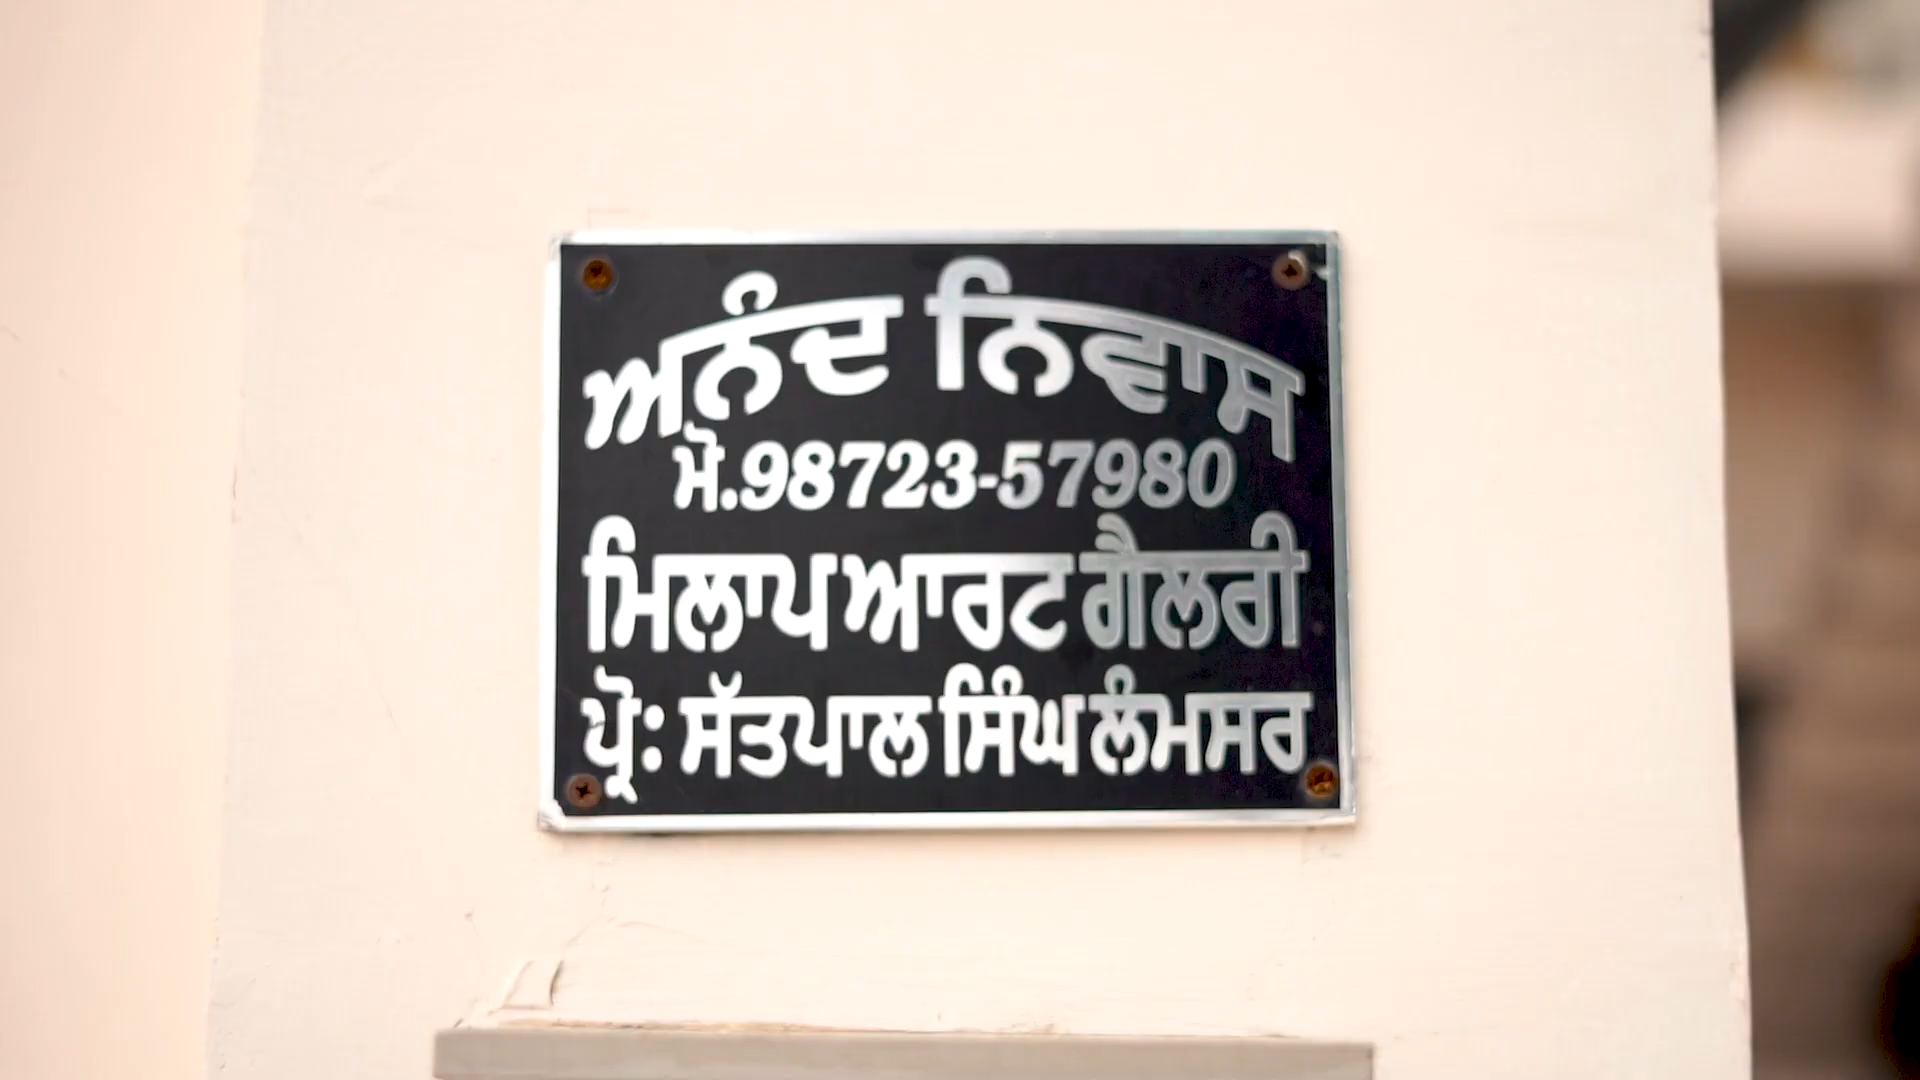 ਅਨੰਦ ਨਿਵਾਸ
ਮੋ.98723-57980
ਮਿਲਾਪ ਆਰਟ ਗੈਲਰੀ
ਪ੍ਰੋ: ਸੱਤਪਾਲ ਸਿੰਘ ਲੰਮਸਰ